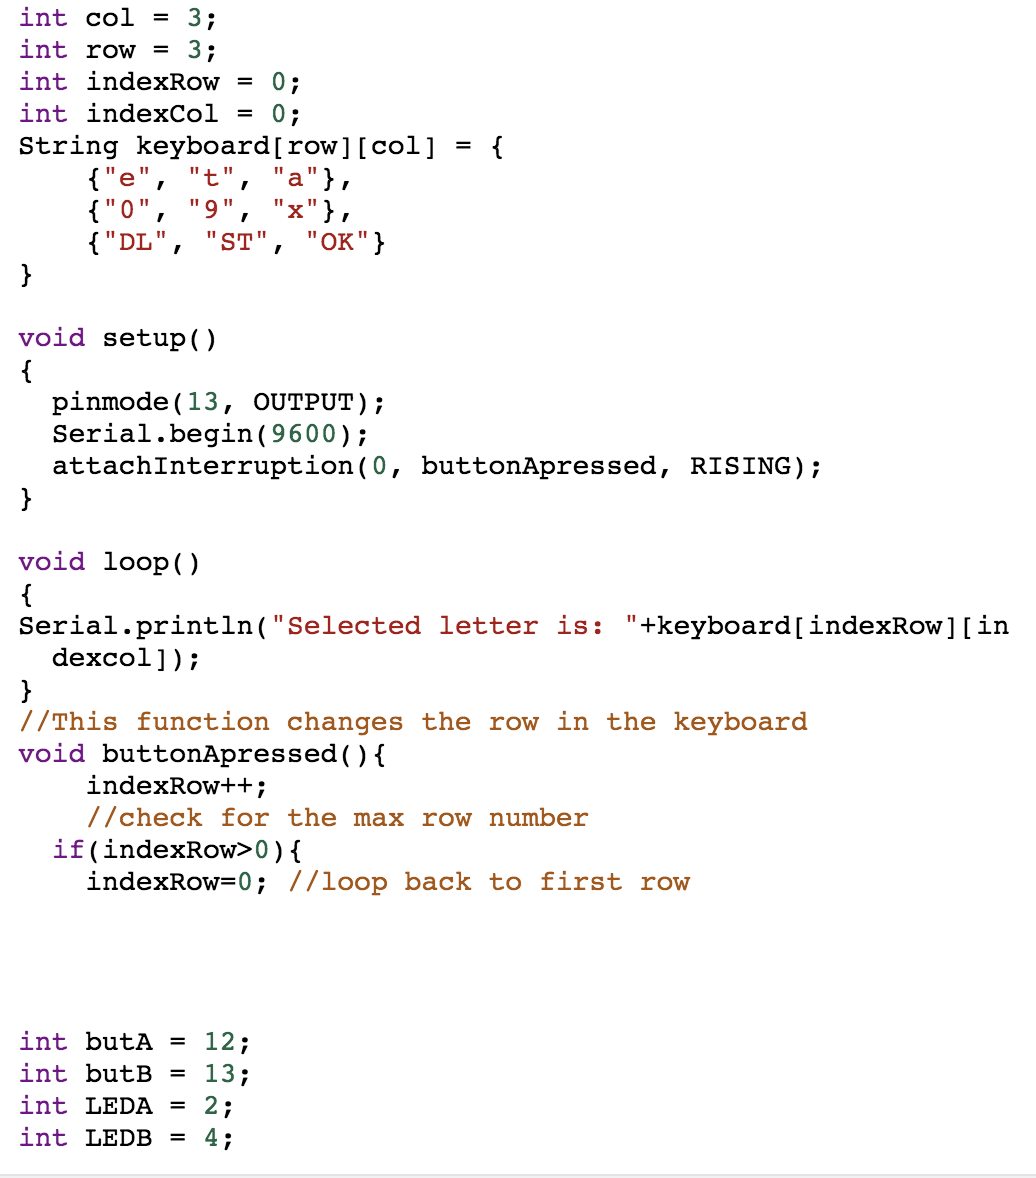 int col = 3;
int row = 3;
int indexRow = 0;
int indexCol = 0;
String keyboard[row][col] = {
    {"e", "t", "a"},
    {"0", "9", "x"},
    {"DL", "ST", "OK"}
}

void setup()
{
  pinmode(13, OUTPUT);
  Serial.begin(9600);
  attachInterruption(0, buttonApressed, RISING);
}

void loop()
{
Serial.println("Selected letter is: "+keyboard[indexRow][in
  dexcol]);
}
//This function changes the row in the keyboard
void buttonApressed(){
    indexRow++;
    //check for the max row number
  if(indexRow>0){
    indexRow=0; //loop back to first row

int butA = 12;
int butB = 13;
int LEDA = 2;
int LEDB = 4;